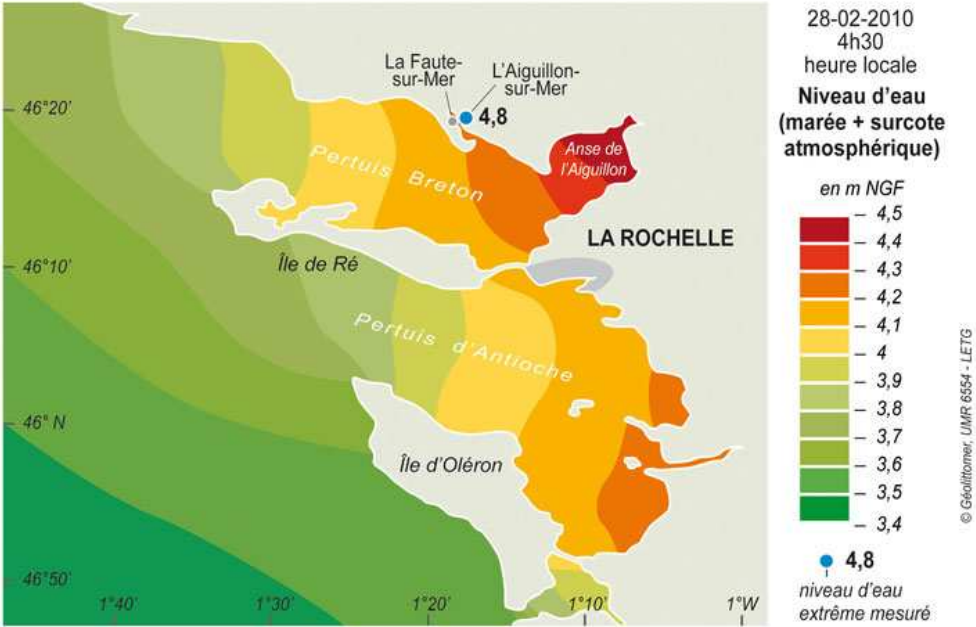 La Faute-
sur-Mer
L'Aiguillon-
sur-Mer
4,8
Anse de
l'Aiguillon
Pertuis Breton
LA ROCHELLE
Île de Ré
Pertuis d'Antioche
Île d'Oléron
46°20'
46°10'
46° N
46°50'
1°40'
1°30'
1°20'
1°10'
1°W
28-02-2010
4h30
heure locale
Niveau d'eau
(marée + surcote
atmosphérique)
en m NGF
4,5
4,4
4,3
4,2
4,1
4
3,9
3,8
3,7
3,6
3,5
3,4
4,8
niveau d'eau
extrême mesuré
© Géolittomer, UMR 6554 - LETG